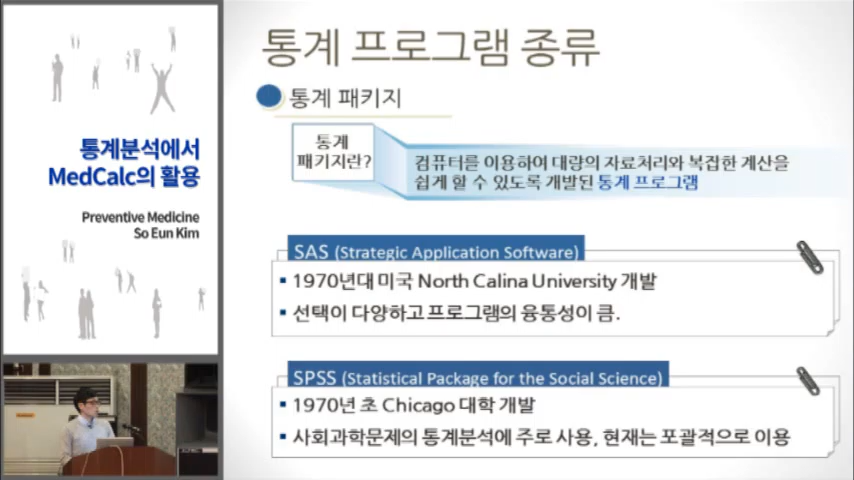 통계분석에서
MedCalc의 활용
Preventive Medicine
So Eun Kim
통계 프로그램 종류
통계 패키지
통계
패키지란?
컴퓨터를 이용하여 대량의 자료처리와 복잡한 계산을
쉽게 할 수 있도록 개발된 통계 프로그램
SAS (Strategic Application Software)
▪ 1970년대 미국 North Calina University 개발
▪ 선택이 다양하고 프로그램의 융통성이 큼.
SPSS (Statistical Package for the Social Science)
▪ 1970년 초 Chicago 대학 개발
▪ 사회과학문제의 통계분석에 주로 사용, 현재는 포괄적으로 이용